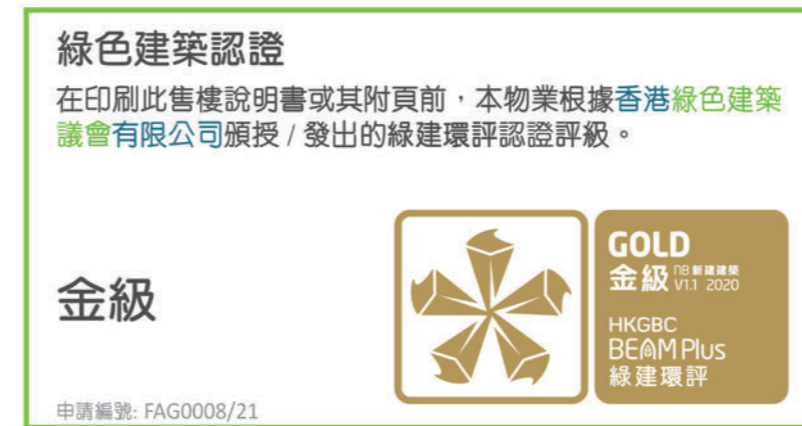 綠色建築認證
在印刷此售樓說明書或其附頁前，本物業根據香港綠色建築
議會有限公司頒授 / 發出的綠建環評認證評級。
金級
GOLD
金級 NB 新建建築
V1.1 2020
HKGBC
BEAM Plus
綠建環評
申請編號: FAG0008/21